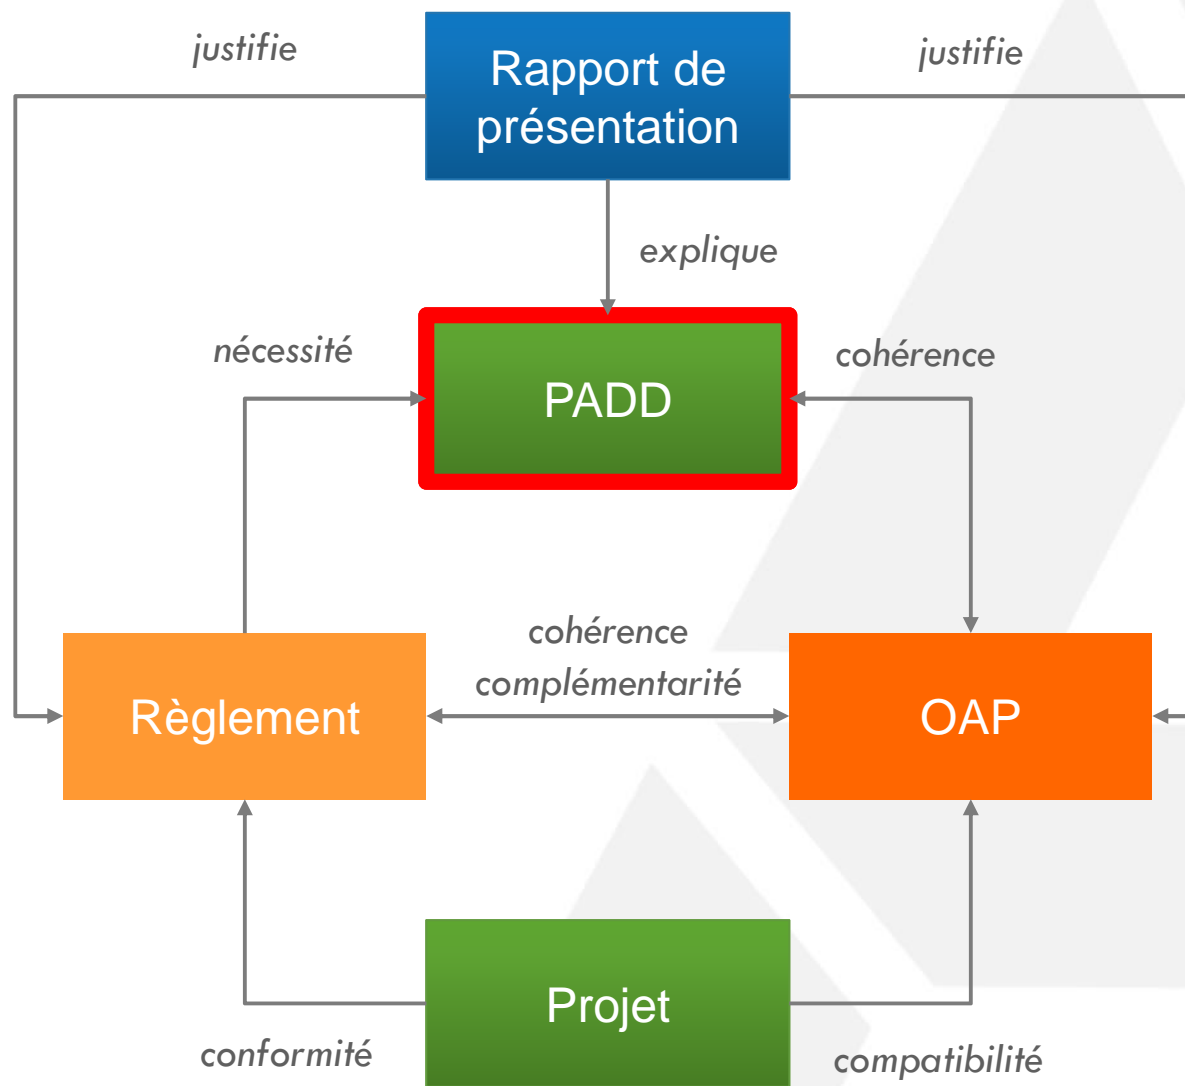 justifie
Rapport de
présentation
justifie
explique
nécessité
PADD
cohérence
cohérence
complémentarité
Règlement
OAP
Projet
conformité
compatibilité